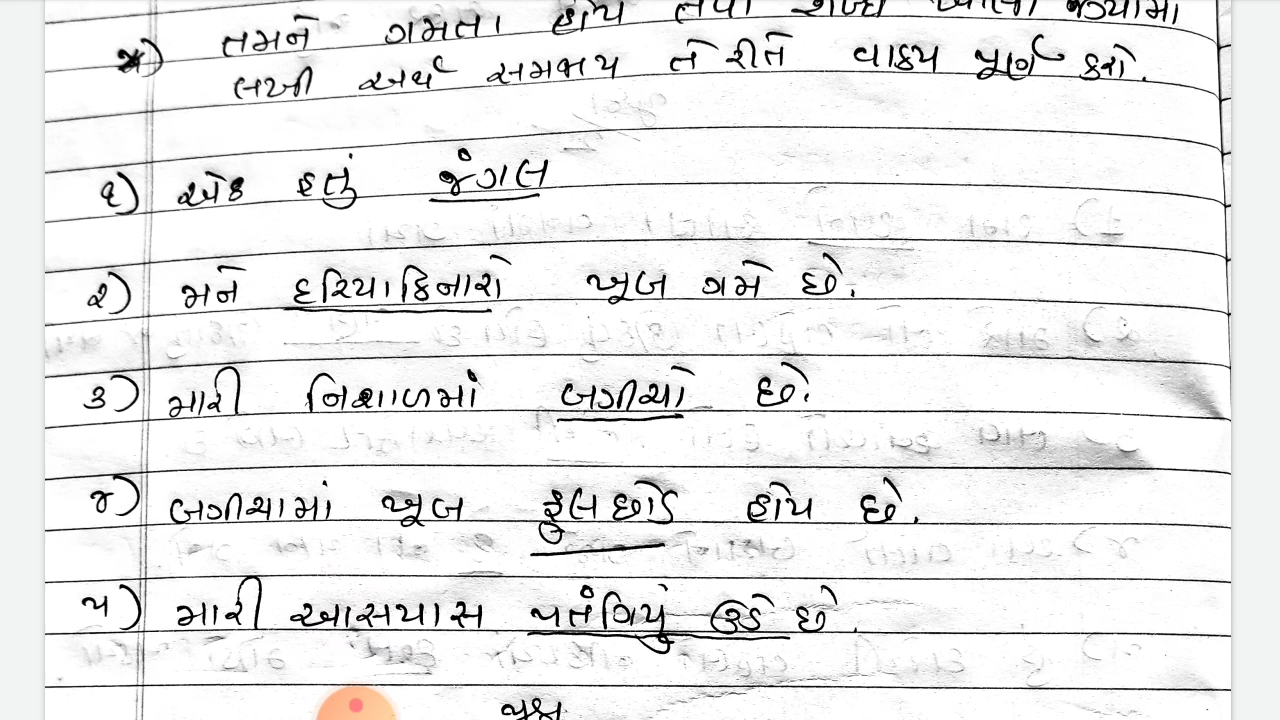 તમને ગમતા હોય તેવા શબ્દો ખાલી જગ્યામાં
લખી અર્થ સમજાય તે રીતે વાક્ય પૂર્ણ કરો.
૧) એક હતું જંગલ
૨) મને દરિયાકિનારો ખૂબ ગમે છે.
૩) મારી નિશાળમાં બગીચો છે.
૪) બગીચામાં ખૂબ ફુલછોડ હોય છે.
૫) મારી આસપાસ પતંગિયું ઉડે છે.